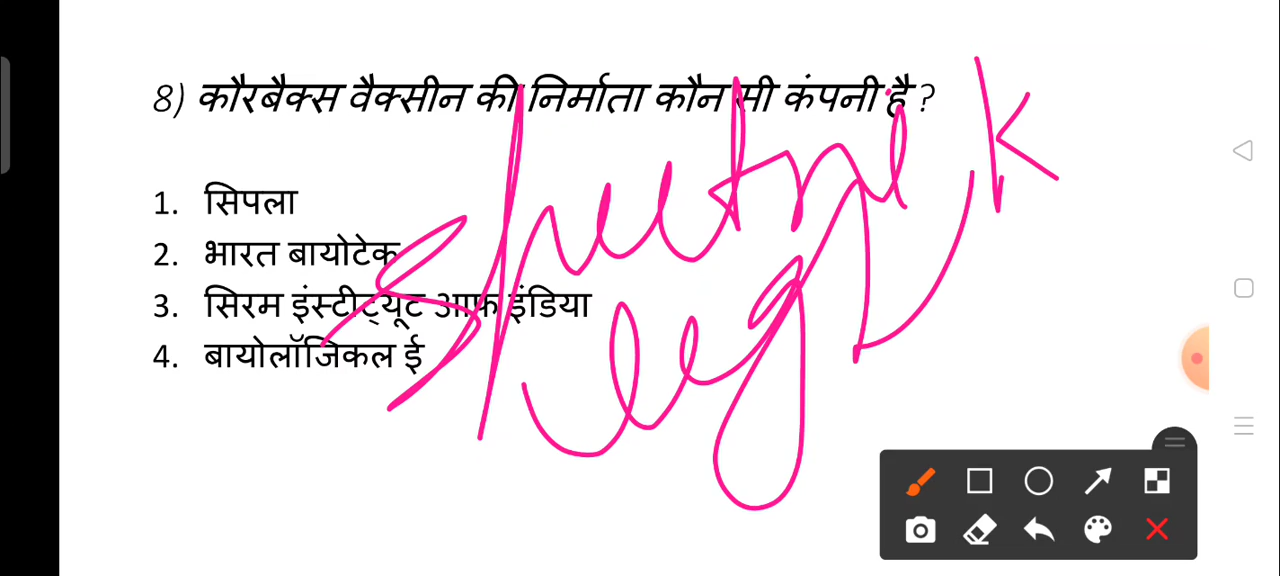 8) कौरबैक्स वैक्सीन की निर्माता कौन सी कंपनी है ?
1. सिपला
2. भारत बायोटेक
3. सिरम इंस्टीट्यूट आफ इंडिया
4. बायोलॉजिकल ई